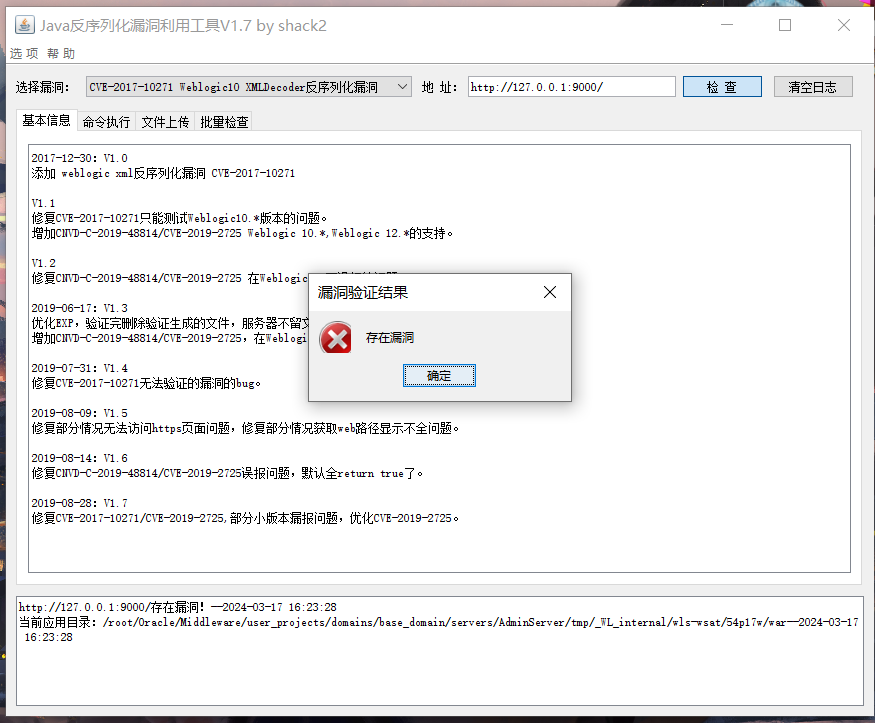 Java反序列化漏洞利用工具V1.7 by shack2
选项 帮助
选择漏洞: CVE-2017-10271 Weblogic10 XMLDecoder反序列化漏洞 地 址: http://127.0.0.1:9000/ 检 查 清空日志
基本信息 命令执行 文件上传 批量检查
2017-12-30: V1.0
添加 weblogic xml反序列化漏洞 CVE-2017-10271
V1.1
修复CVE-2017-10271只能测试Weblogic10.*版本的问题。
增加CNVD-C-2019-48814/CVE-2019-2725 Weblogic 10.*,Weblogic 12.*的支持。
V1.2
修复CNVD-C-2019-48814/CVE-2019-2725 在Weblogic
2019-06-17: V1.3
优化EXP，验证完删除验证生成的文件，服务器不留
增加CNVD-C-2019-48814/CVE-2019-2725，在Weblogi
2019-07-31: V1.4
修复CVE-2017-10271无法验证的漏洞的bug。
2019-08-09: V1.5
修复部分情况无法访问https页面问题，修复部分情况获取web路径显示不全问题。
2019-08-14: V1.6
修复CNVD-C-2019-48814/CVE-2019-2725误报问题，默认全return true了。
2019-08-28: V1.7
修复CVE-2017-10271/CVE-2019-2725,部分小版本漏报问题，优化CVE-2019-2725。
漏洞验证结果
存在漏洞
确定
http://127.0.0.1:9000/存在漏洞! --2024-03-17 16:23:28
当前应用目录: /root/Oracle/Middleware/user_projects/domains/base_domain/servers/AdminServer/tmp/_WL_internal/wls-wsat/54p17w/war--2024-03-17
16:23:28